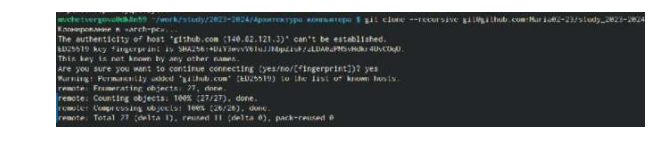 mvchetvergova@dk8n59 ~/work/study/2023-2024/Архитектура компьютера $ git clone --recursive git@github.com:Maria02-23/study_2023-2024
Клонирование в «arch-pc»...
The authenticity of host 'github.com (140.82.121.3)' can't be established.
ED25519 key fingerprint is
This key is not known by any other names.
Are you sure you want to continue connecting (yes/no/[fingerprint])? yes
Warning: Permanently added 'github.com' (ED25519) to the list of known hosts.
remote: Enumerating objects: 27, done.
remote: Counting objects: 100% (27/27), done.
remote: Compressing objects: 100% (26/26), done.
remote: Total 27 (delta 1), reused 11 (delta 0), pack-reused 0